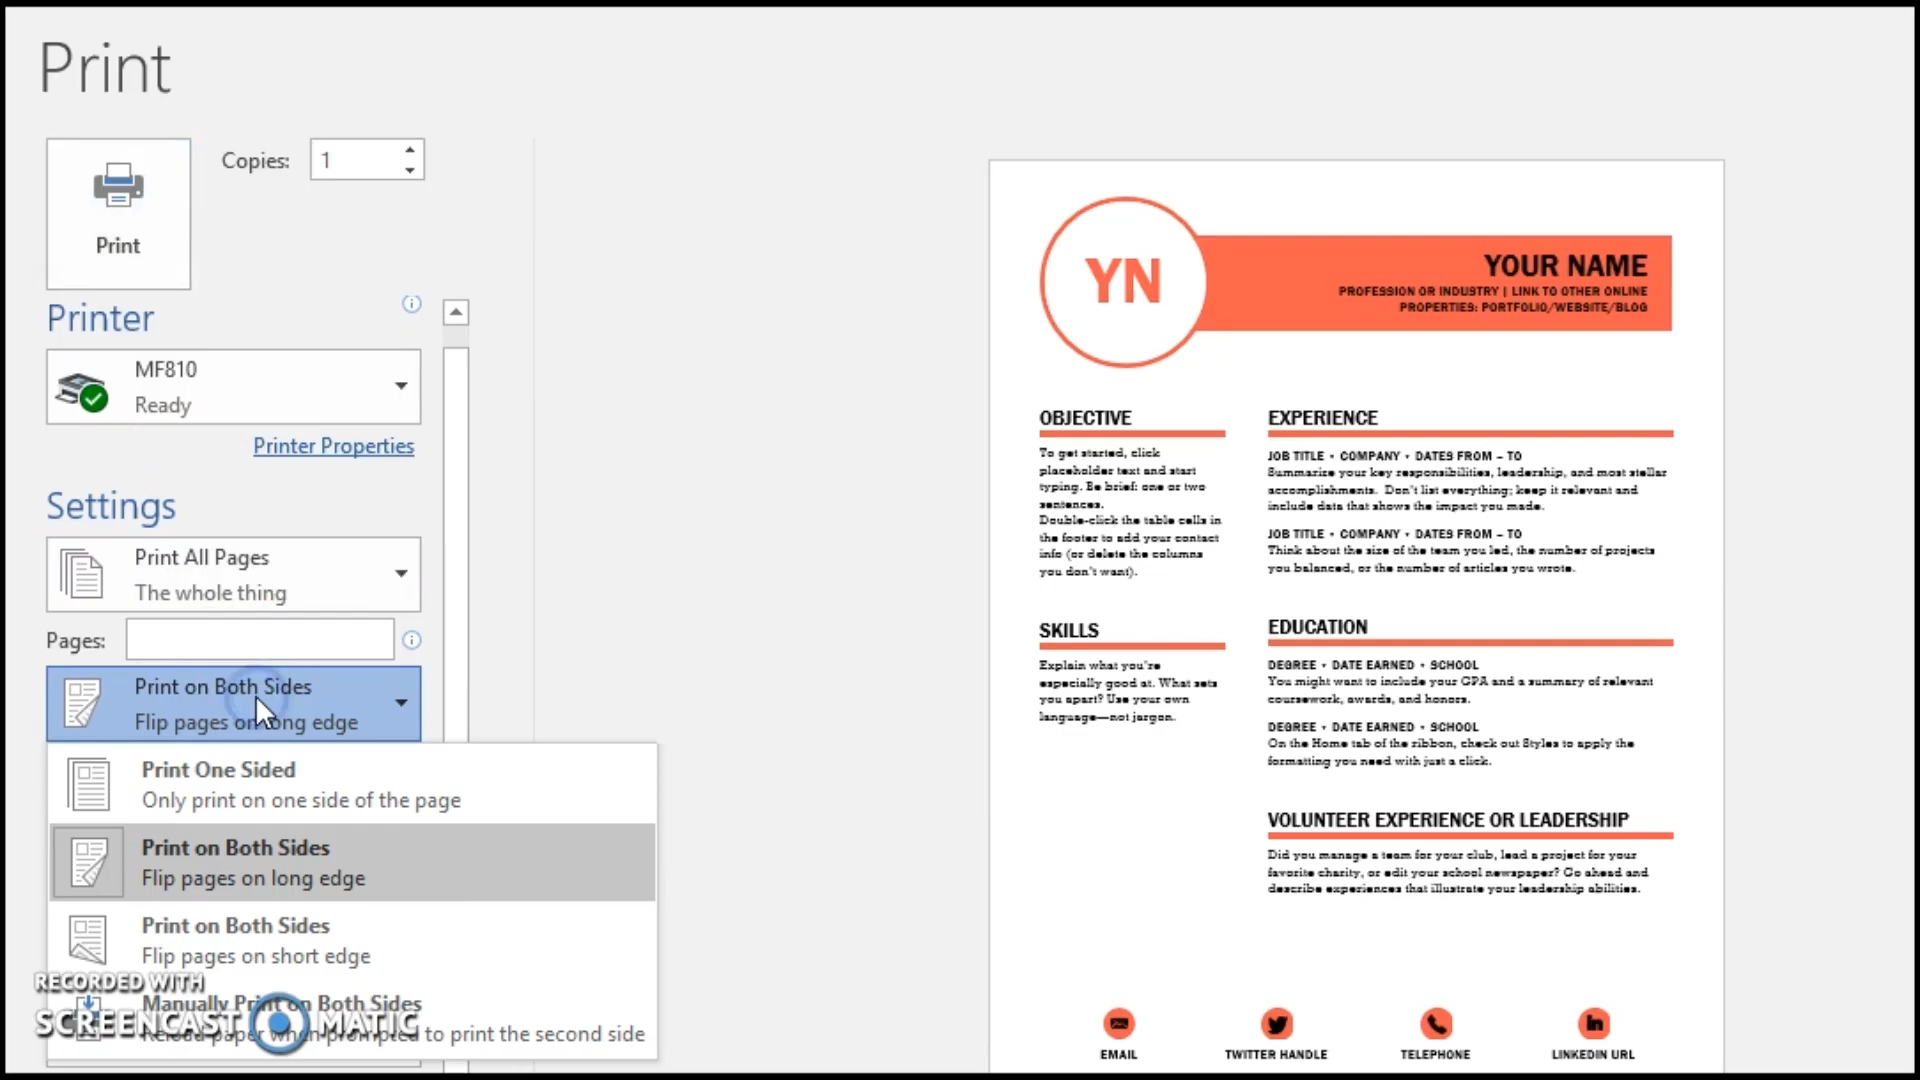 Print
Copies: 1
Print
Printer
MF810
Ready
Printer Properties
Settings
Print All Pages
The whole thing
Pages:
Print on Both Sides
Flip pages on long edge
Print One Sided
Only print on one side of the page
Print on Both Sides
Flip pages on long edge
Print on Both Sides
Flip pages on short edge
Manually Print on Both Sides
Reload paper when prompted to print the second side
RECORDED WITH
SCREENCAST MATIC
YN
YOUR NAME
PROFESSION OR INDUSTRY | LINK TO OTHER ONLINE
PROPERTIES: PORTFOLIO/WEBSITE/BLOG
OBJECTIVE
To get started, click
placeholder text and start
typing. Be brief: one or two
sentences.
Double-click the table cells in
the footer to add your contact
info (or delete the columns
you don't want).
SKILLS
Explain what you're
especially good at. What sets
you apart? Use your own
language—not jargon.
EXPERIENCE
JOB TITLE • COMPANY • DATES FROM – TO
Summarize your key responsibilities, leadership, and most stellar
accomplishments. Don't list everything; keep it relevant and
include data that shows the impact you made.
JOB TITLE • COMPANY • DATES FROM – TO
Think about the size of the team you led, the number of projects
you balanced, or the number of articles you wrote.
EDUCATION
DEGREE • DATE EARNED • SCHOOL
You might want to include your GPA and a summary of relevant
coursework, awards, and honors.
DEGREE • DATE EARNED • SCHOOL
On the Home tab of the ribbon, check out Styles to apply the
formatting you need with just a click.
VOLUNTEER EXPERIENCE OR LEADERSHIP
Did you manage a team for your club, lead a project for your
favorite charity, or edit your school newspaper? Go ahead and
describe experiences that illustrate your leadership abilities.
EMAIL
TWITTER HANDLE
TELEPHONE
LINKEDIN URL